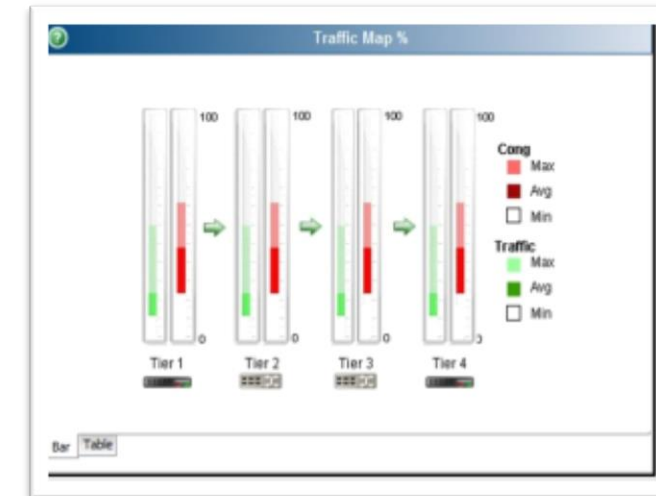 ?
Traffic Map %
100 100 100 100
Cong
Max
Avg
Min
Traffic
Max
Avg
Min
0 0 0 0
Tier 1 Tier 2 Tier 3 Tier 4
Bar Table